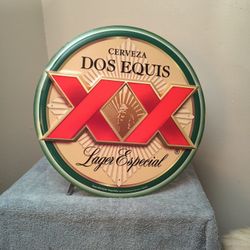 CERVEZA
DOS EQUIS
XX
Lager Especial